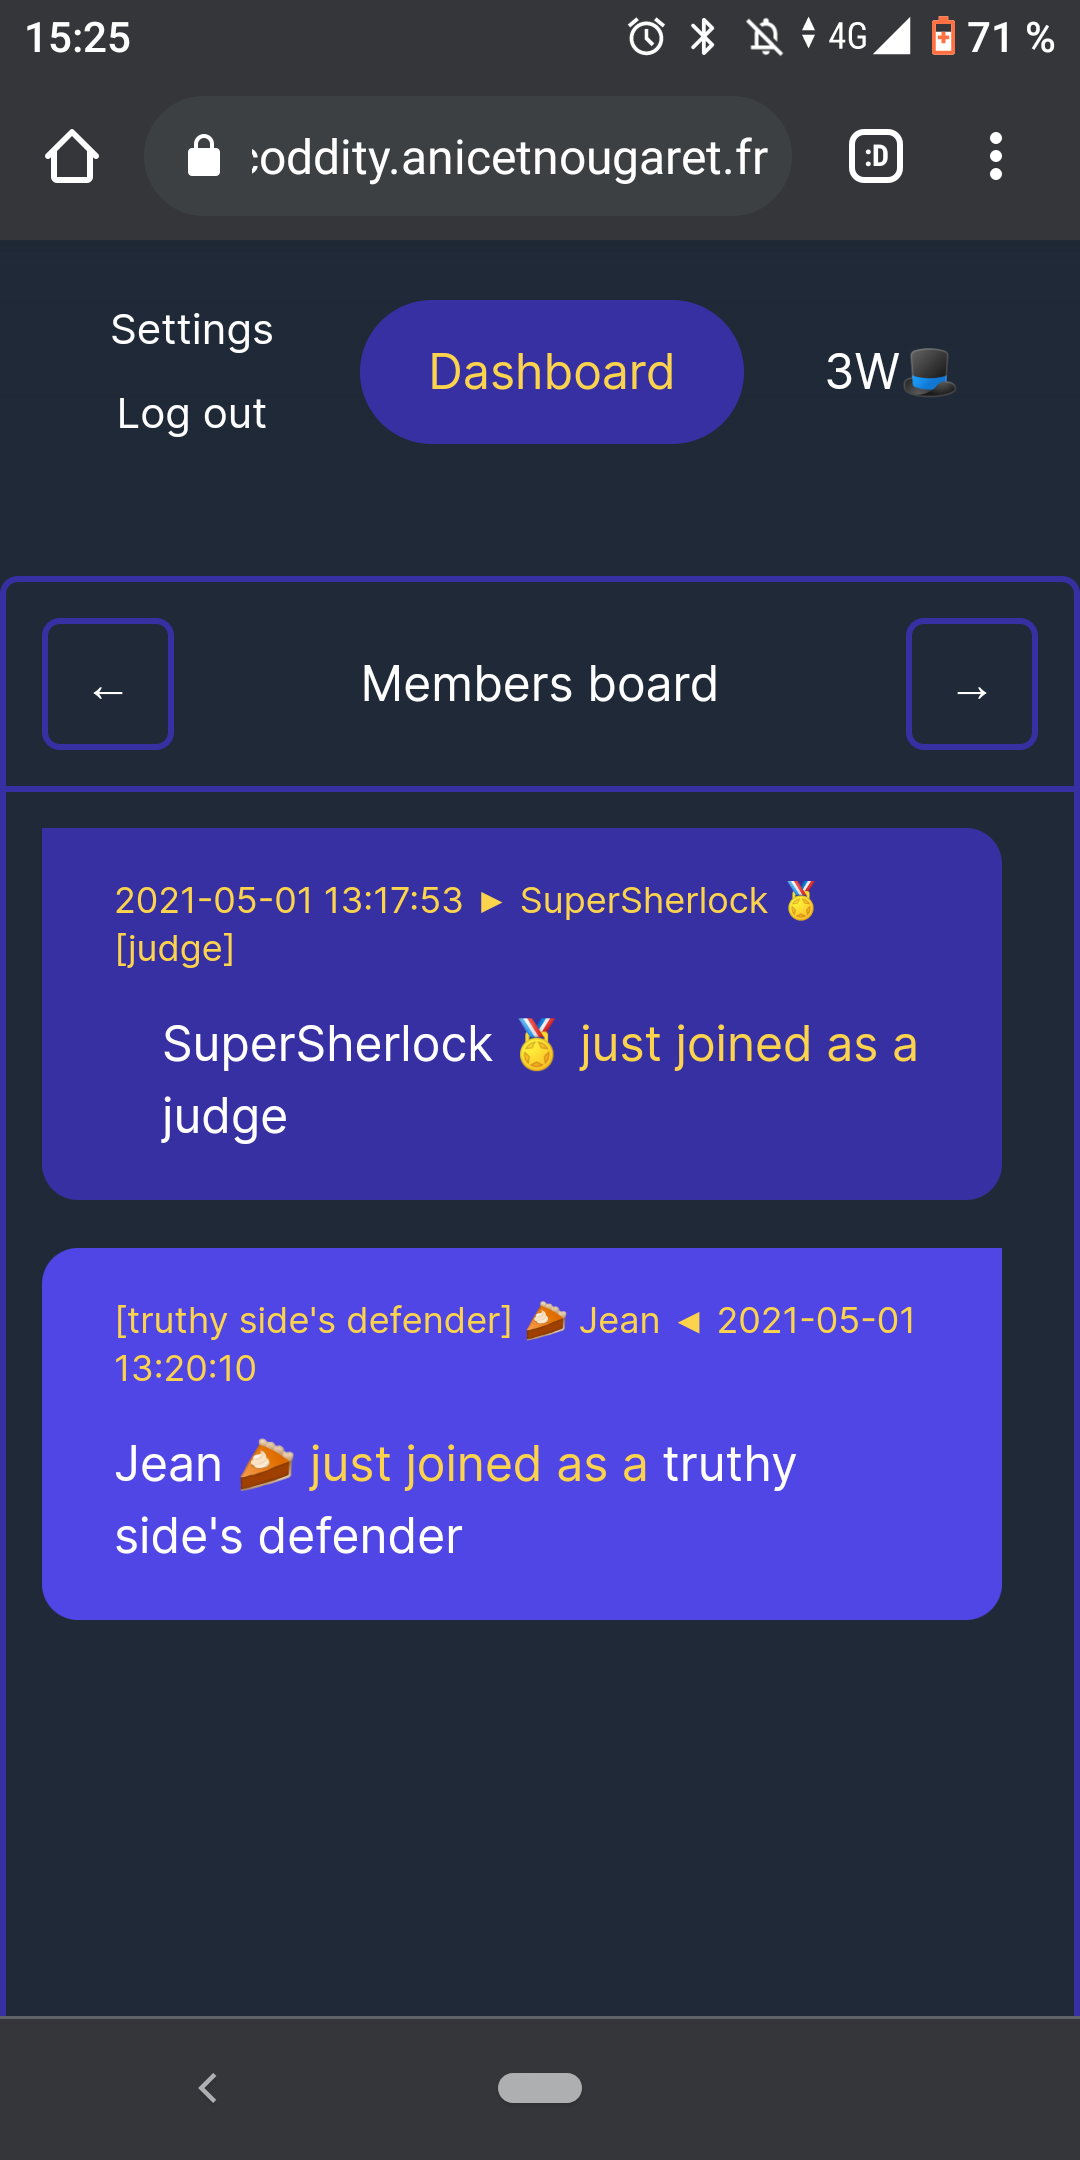 15:25 4G 71 %
coddity.anicetnougaret.fr :D
Settings
Dashboard
3W🎩
Log out
←
Members board
→
2021-05-01 13:17:53 ► SuperSherlock 🏅
[judge]
SuperSherlock 🏅 just joined as a
judge
[truthy side's defender] 🥧 Jean ◄ 2021-05-01
13:20:10
Jean 🥧 just joined as a truthy
side's defender